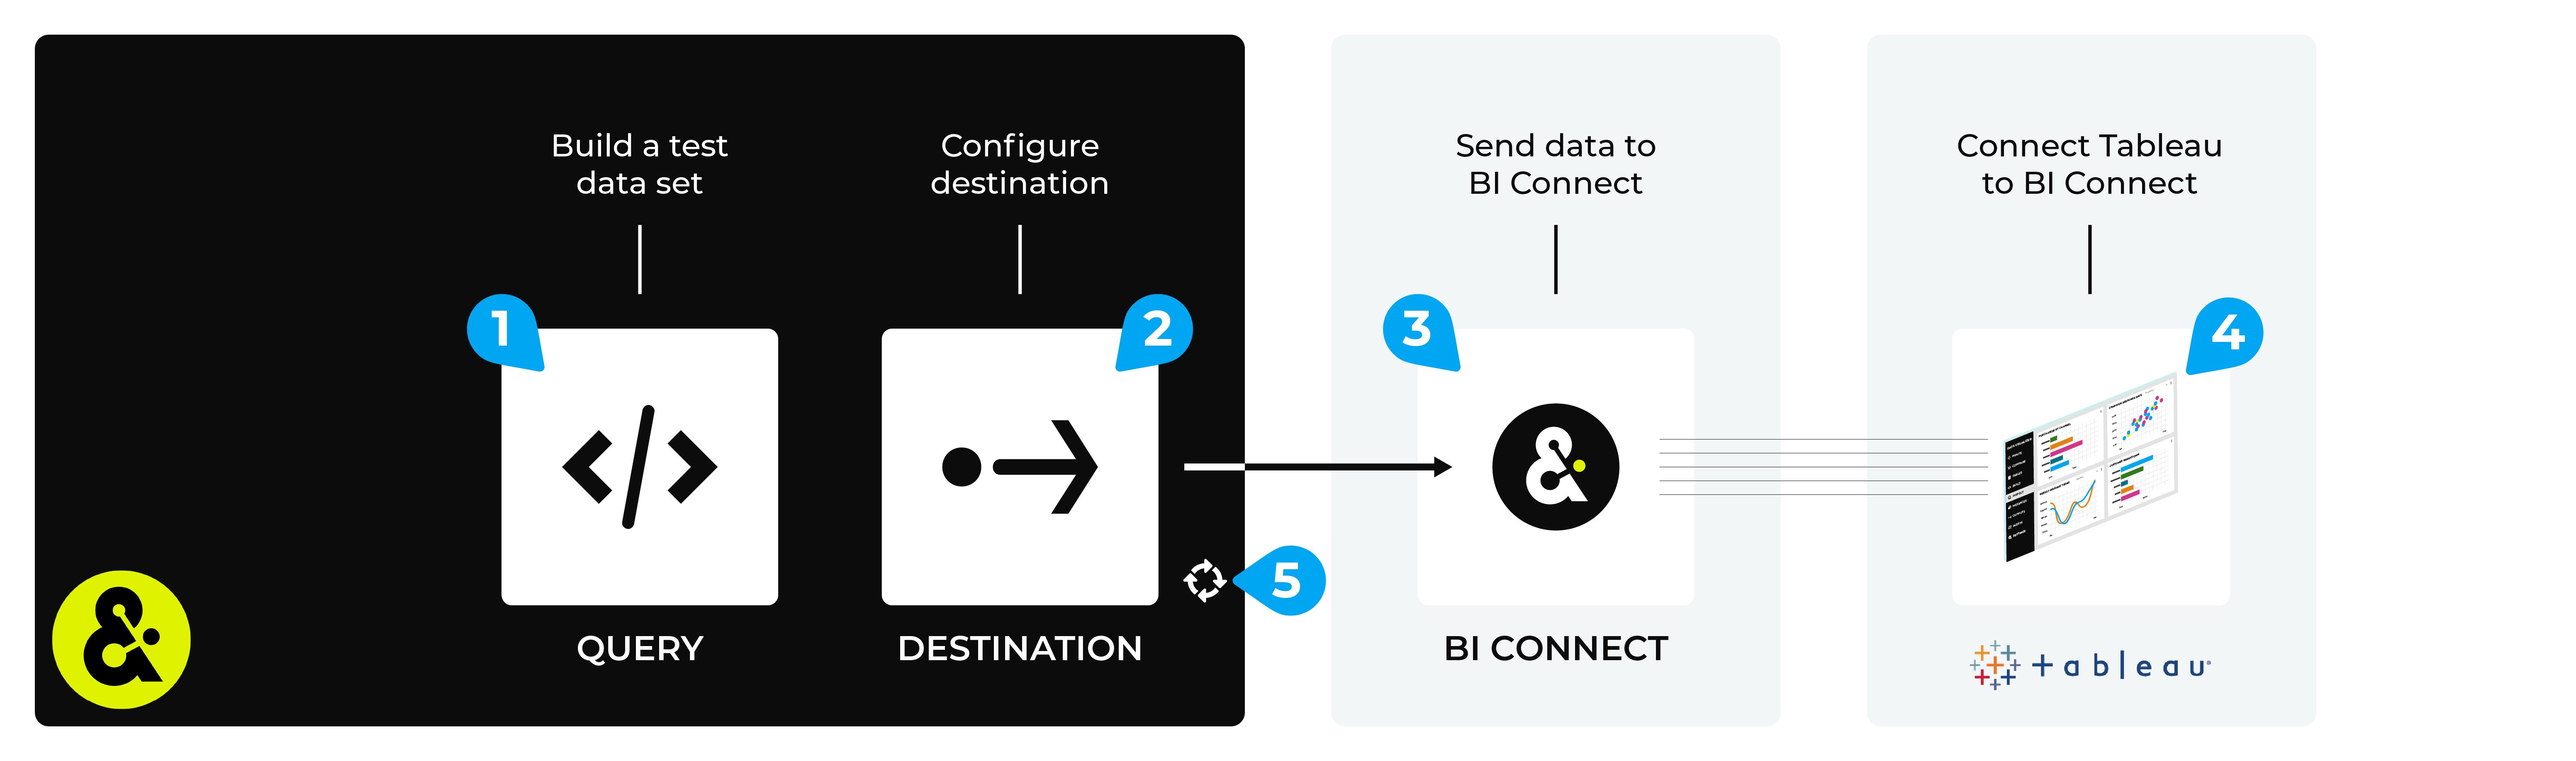 Build a test
data set
Configure
destination
Send data to
BI Connect
Connect Tableau
to BI Connect
1
2
3
4
5
QUERY
DESTINATION
BI CONNECT
+ableau®